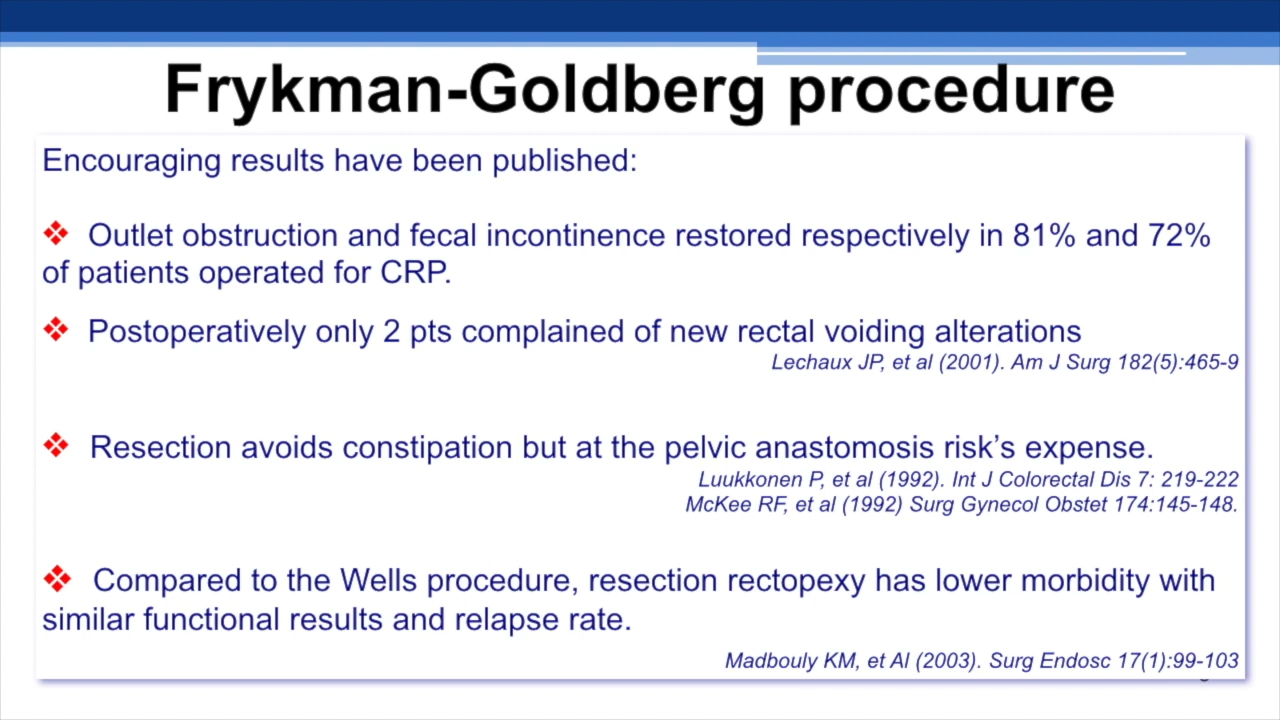 Frykman-Goldberg procedure
Encouraging results have been published:
Outlet obstruction and fecal incontinence restored respectively in 81% and 72%
of patients operated for CRP.
Postoperatively only 2 pts complained of new rectal voiding alterations
Lechaux JP, et al (2001). Am J Surg 182(5):465-9
Resection avoids constipation but at the pelvic anastomosis risk’s expense.
Luukkonen P, et al (1992). Int J Colorectal Dis 7: 219-222
McKee RF, et al (1992) Surg Gynecol Obstet 174:145-148.
Compared to the Wells procedure, resection rectopexy has lower morbidity with
similar functional results and relapse rate.
Madbouly KM, et Al (2003). Surg Endosc 17(1):99-103